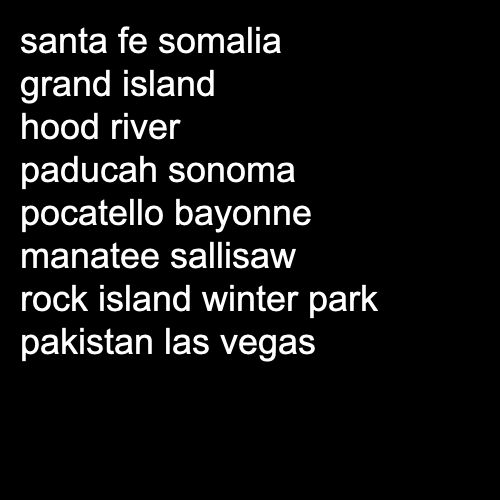 santa fe somalia
grand island
hood river
paducah sonoma
pocatello bayonne
manatee sallisaw
rock island winter park
pakistan las vegas